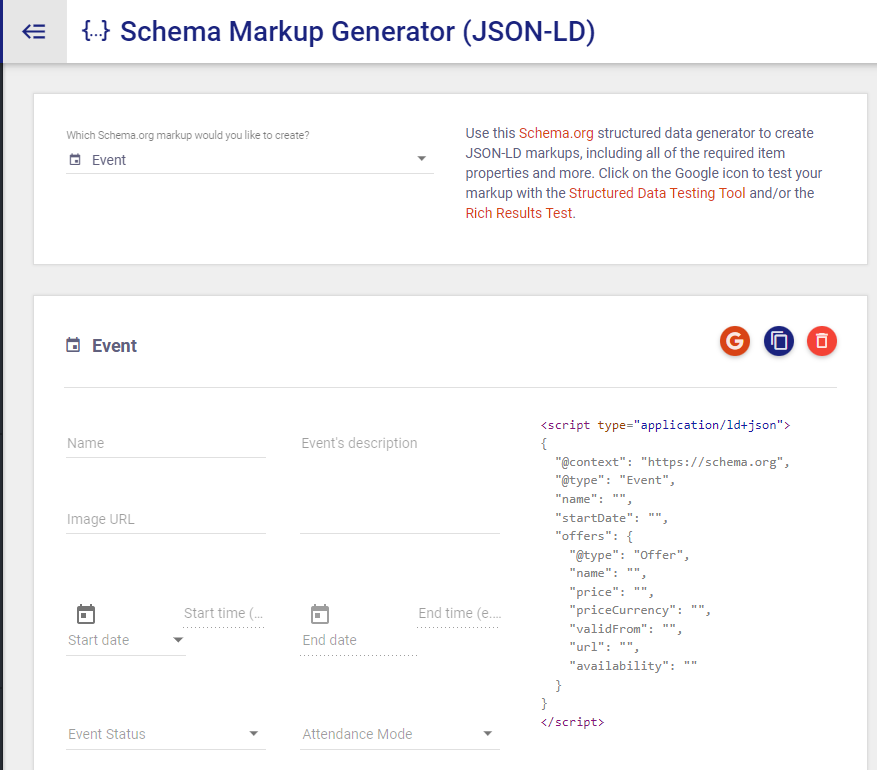 {...} Schema Markup Generator (JSON-LD)
Which Schema.org markup would you like to create?
Event
Use this Schema.org structured data generator to create
JSON-LD markups, including all of the required item
properties and more. Click on the Google icon to test your
markup with the Structured Data Testing Tool and/or the
Rich Results Test.
Event
G
Name
Event's description
Image URL
Start time (...
End time (e....
Start date
End date
Event Status
Attendance Mode
<script type="application/ld+json">
{
  "@context": "https://schema.org",
  "@type": "Event",
  "name": "",
  "startDate": "",
  "offers": {
    "@type": "Offer",
    "name": "",
    "price": "",
    "priceCurrency": "",
    "validFrom": "",
    "url": "",
    "availability": ""
  }
}
</script>